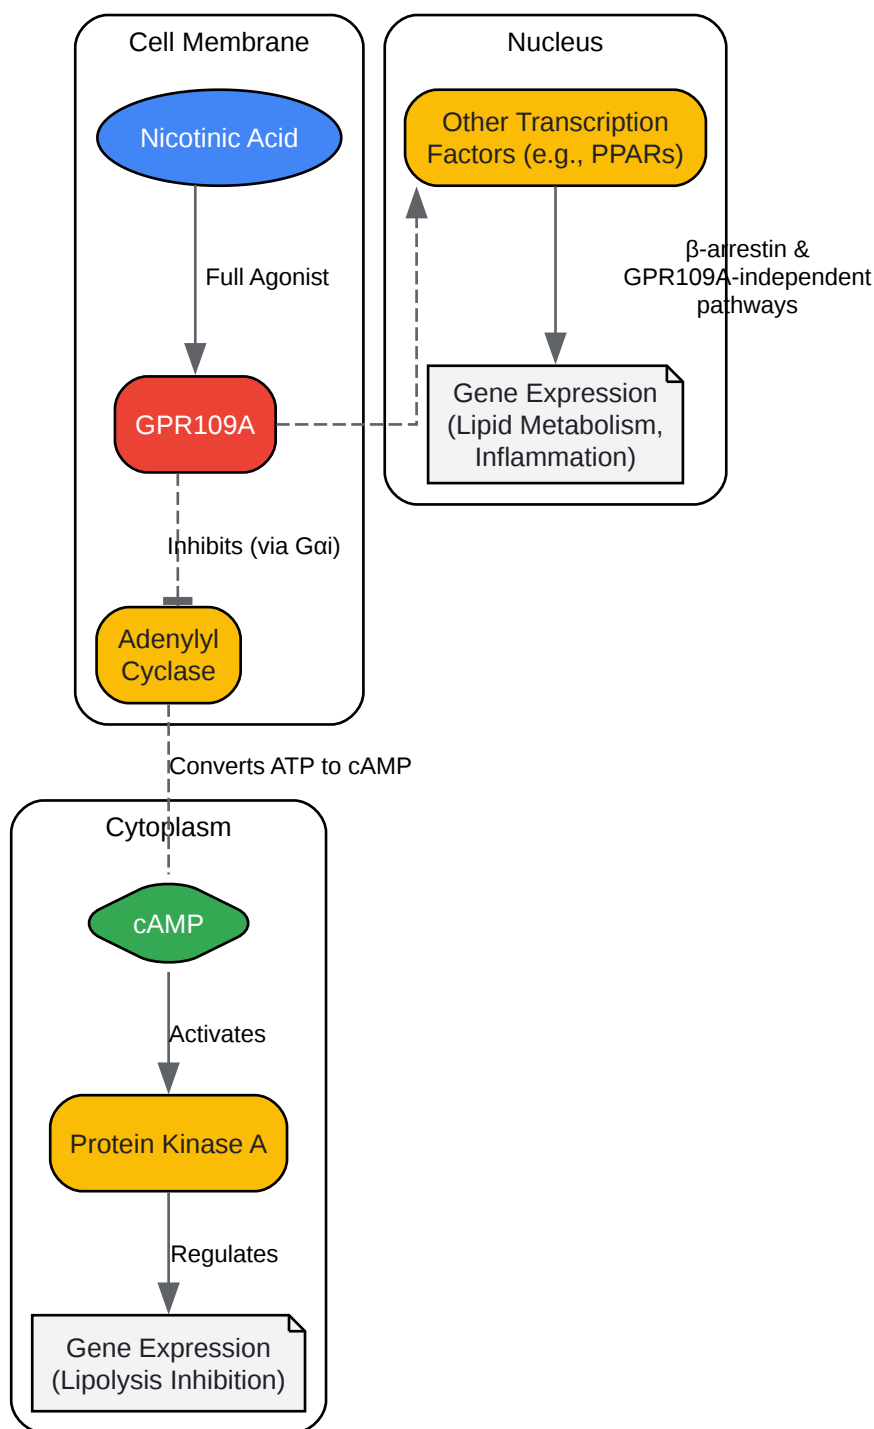 Cell Membrane
Nicotinic Acid
Full Agonist
GPR109A
Inhibits (via Gαi)
Adenylyl
Cyclase
Converts ATP to cAMP
Nucleus
Other Transcription
Factors (e.g., PPARs)
β-arrestin &
GPR109A-independent
pathways
Gene Expression
(Lipid Metabolism,
Inflammation)
Cytoplasm
cAMP
Activates
Protein Kinase A
Regulates
Gene Expression
(Lipolysis Inhibition)